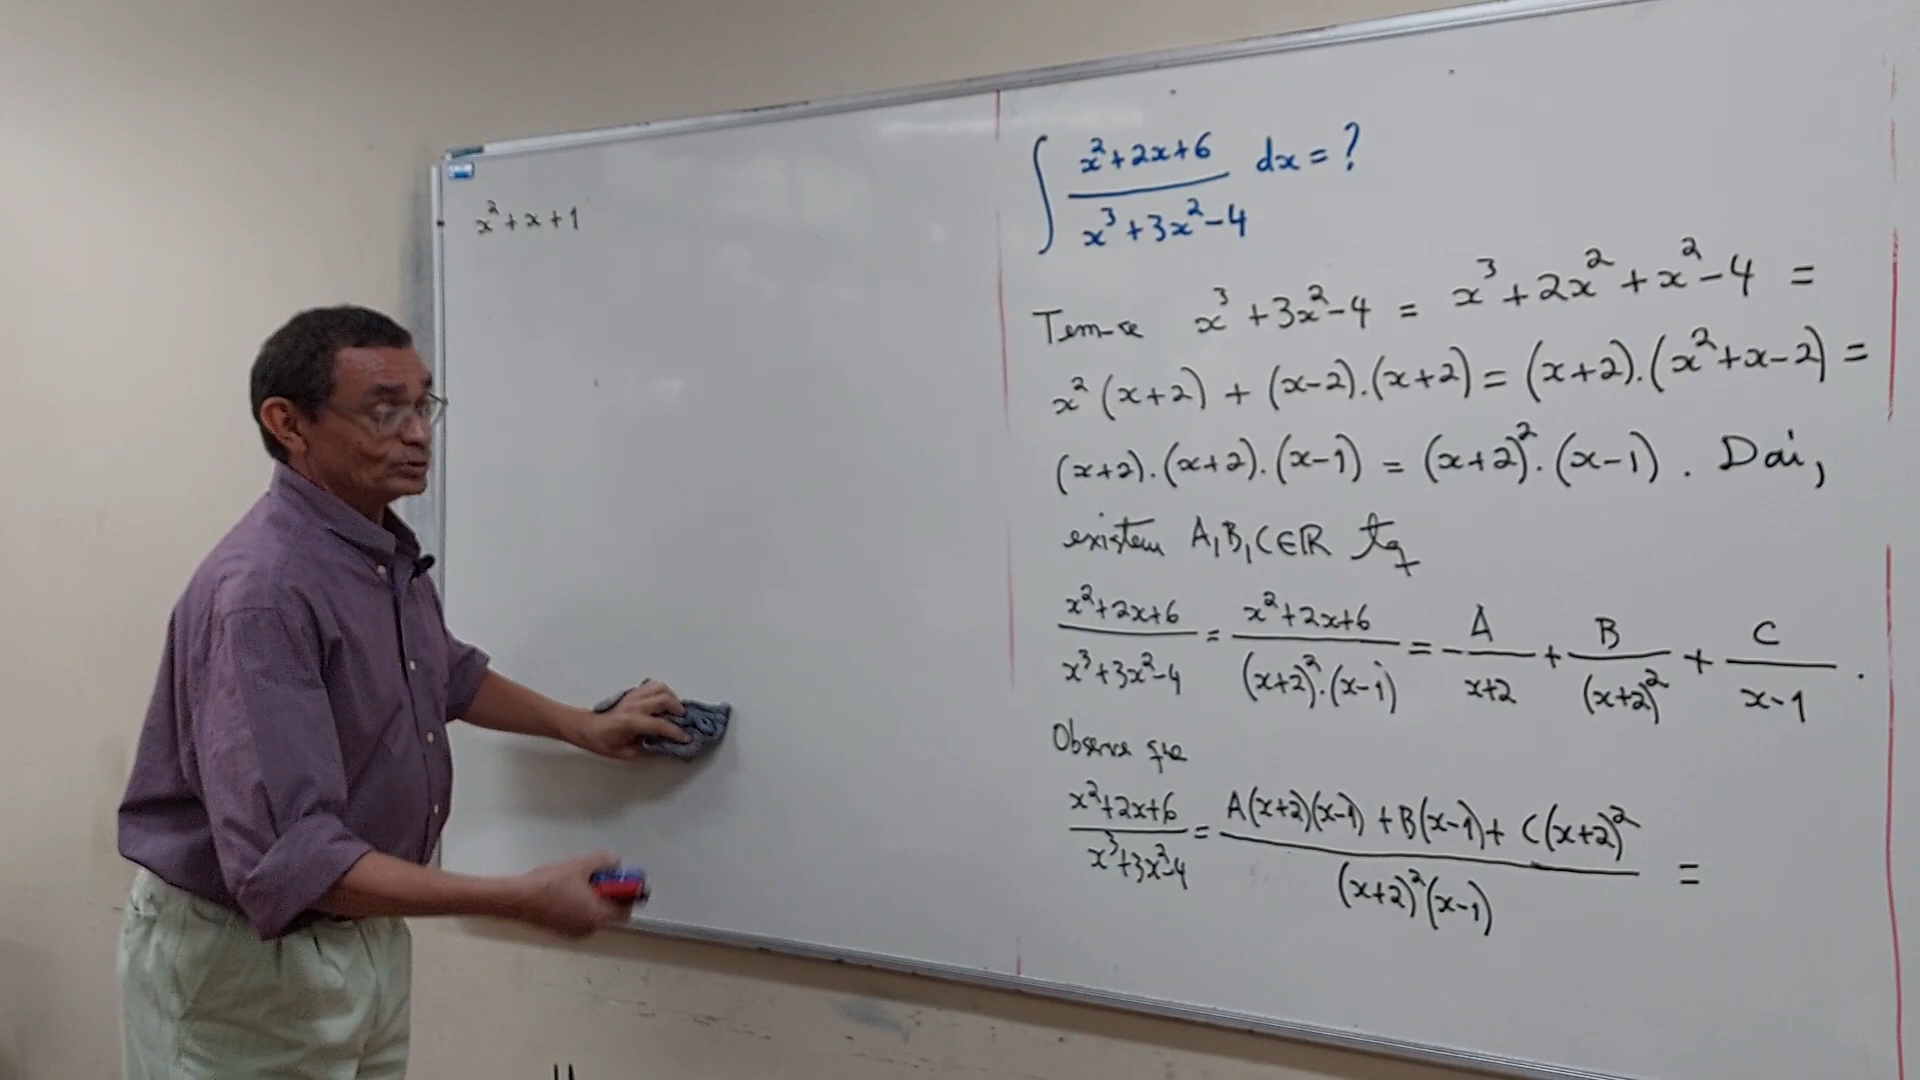 x²+x+1
∫ (x²+2x+6)/(x³+3x²-4) dx = ?
Tem-se x³+3x²-4 = x³+2x²+x²-4 =
x²(x+2) + (x-2).(x+2) = (x+2).(x²+x-2) =
(x+2).(x+2).(x-1) = (x+2)².(x-1). Daí,
existem A,B,C∈ℝ tq
(x²+2x+6)/(x³+3x²-4) = (x²+2x+6)/((x+2)².(x-1)) = A/(x+2) + B/(x+2)² + C/(x-1).
Observe que
(x²+2x+6)/(x³+3x²-4) = (A(x+2)(x-1) + B(x-1) + C(x+2)²)/((x+2)²(x-1)) =